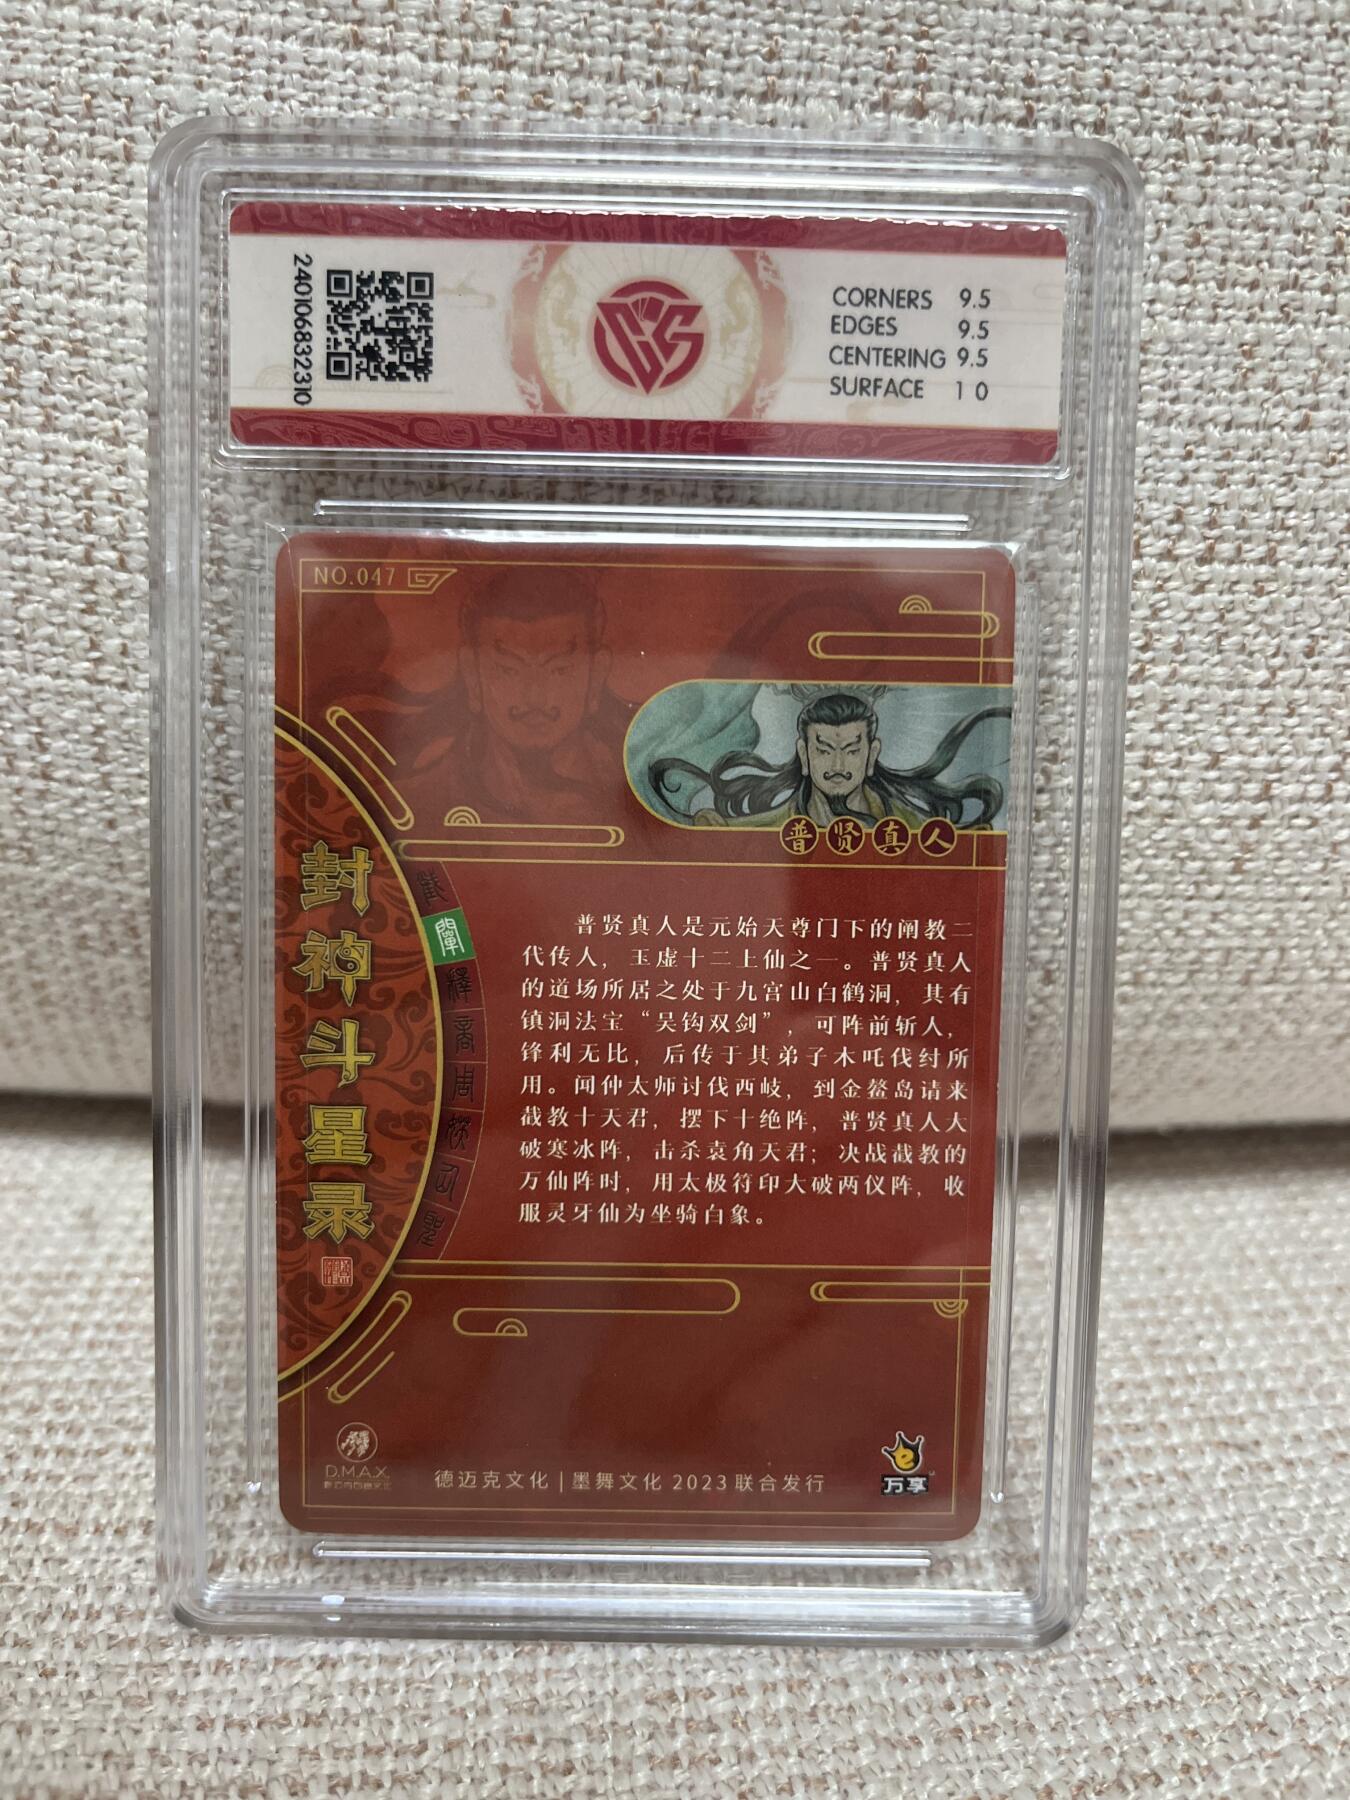 240106832310
CORNERS 9.5
EDGES 9.5
CENTERING 9.5
SURFACE 10
NO.047
普贤真人
封神斗星录
截
闡
釋
商
周
普贤真人是元始天尊门下的阐教二
代传人，玉虚十二上仙之一。普贤真人
的道场所居之处于九宫山白鹤洞，其有
镇洞法宝“吴钩双剑”，可阵前斩人，
锋利无比，后传于其弟子木吒伐纣所
用。闻仲太师讨伐西岐，到金鳌岛请来
截教十天君，摆下十绝阵，普贤真人大
破寒冰阵，击杀袁角天君；决战截教的
万仙阵时，用太极符印大破两仪阵，收
服灵牙仙为坐骑白象。
D.M.A.X.
德迈克文化|墨舞文化 2023联合发行
万享